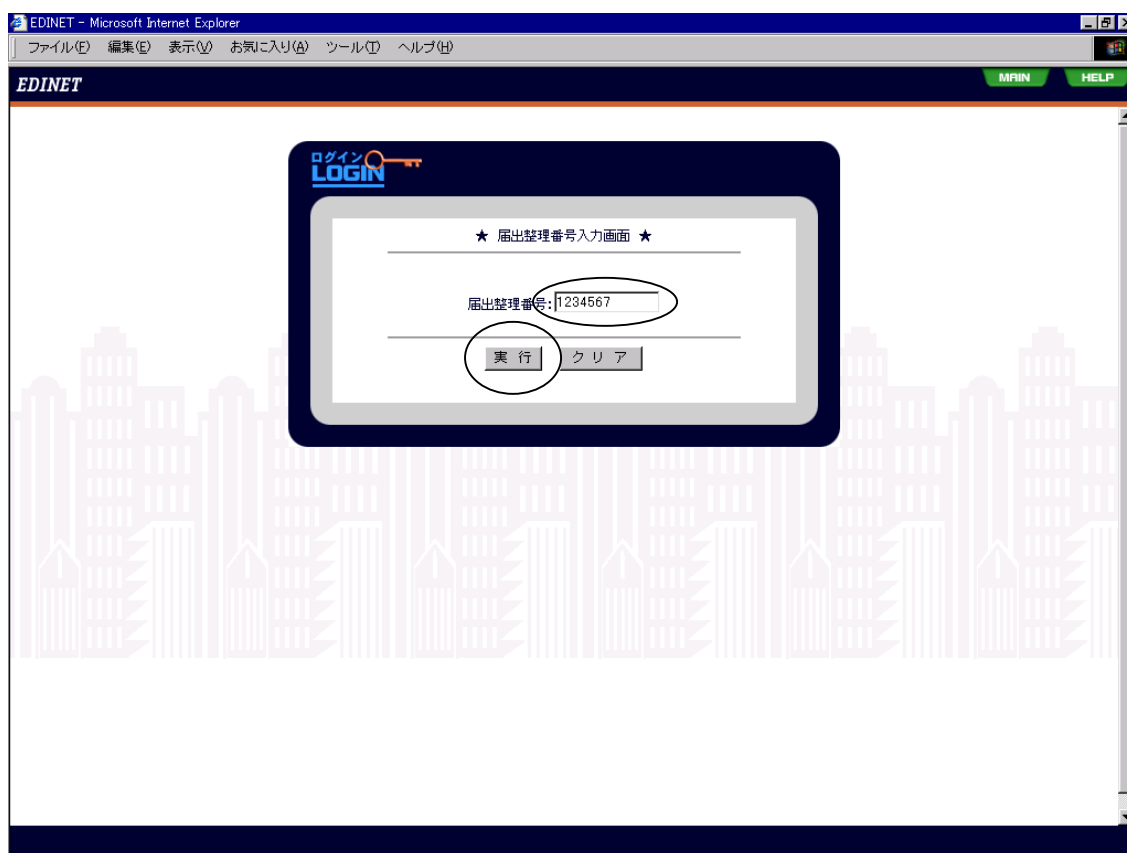 EDINET - Microsoft Internet Explorer
ファイル(F) 編集(E) 表示(V) お気に入り(A) ツール(T) ヘルプ(H)
EDINET
MAIN HELP
ログイン
LOGIN
★ 届出整理番号入力画面 ★
届出整理番号:1234567
実 行 ク リ ア